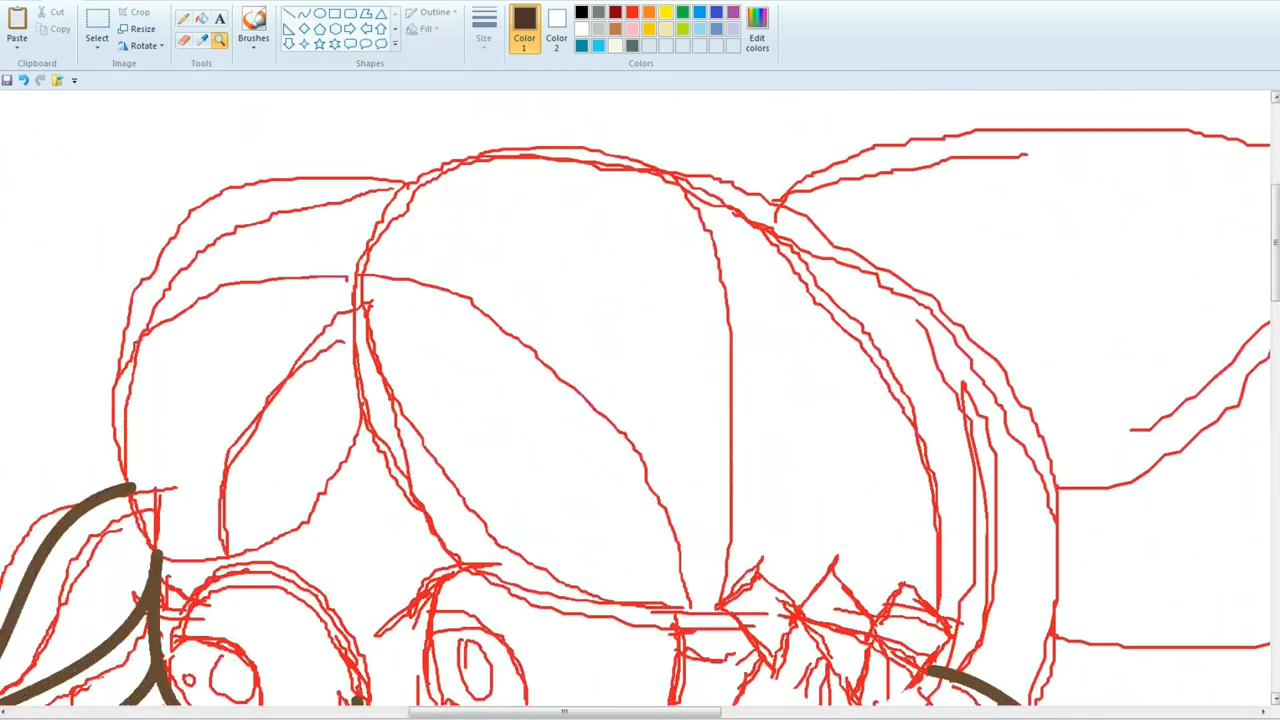 Cut
Copy
Paste
Clipboard
Crop
Resize
Rotate
Select
Image
A
Tools
Brushes
Outline
Fill
Shapes
Size
Color 1
Color 2
Edit colors
Colors